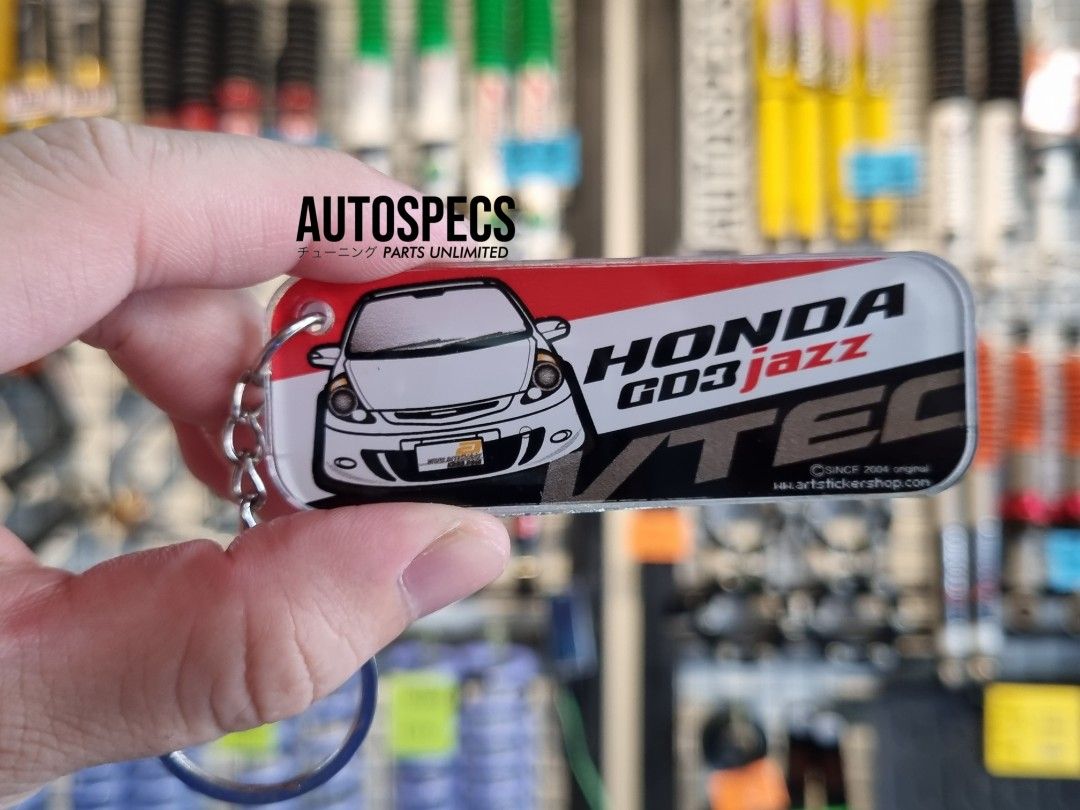 AUTOSPECS
チューニング PARTS UNLIMITED
HONDA
GD3 jazz
VTEC
©SINCE 2004 original
www.artstickershop.com
AUTOSPECS